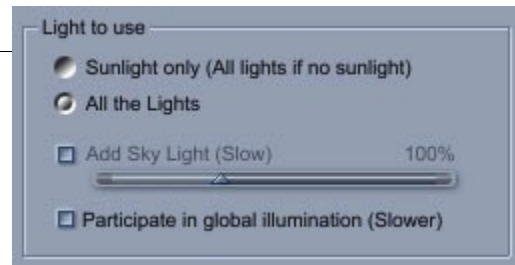 Light to use
Sunlight only (All lights if no sunlight)
All the Lights
Add Sky Light (Slow) 100%
Participate in global illumination (Slower)